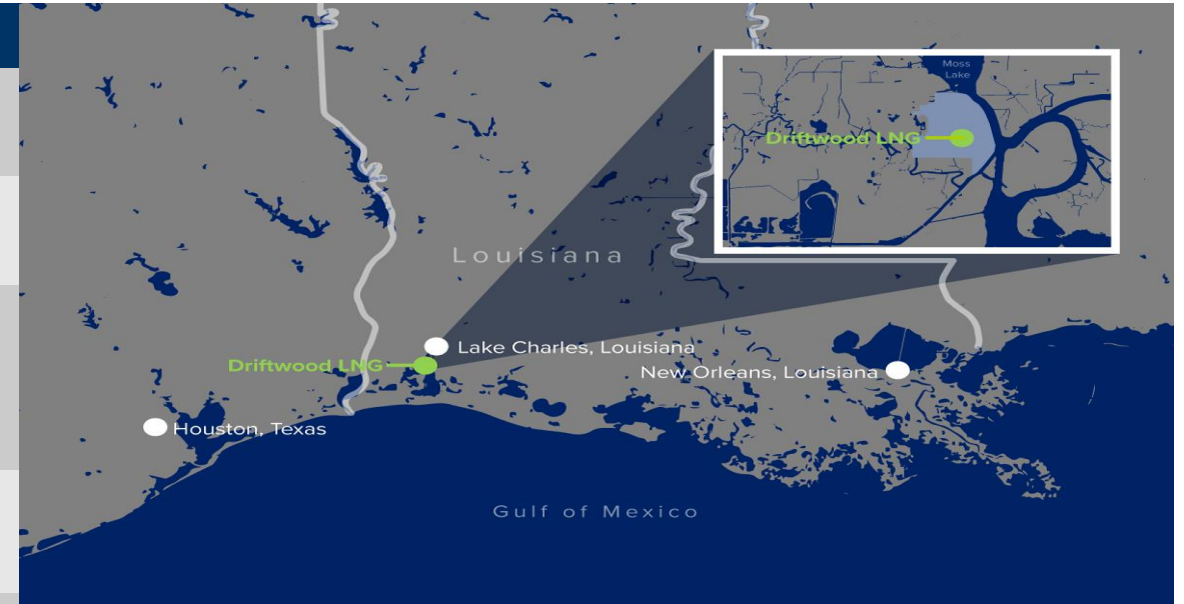 Moss
Lake
Driftwood LNG
Louisiana
Lake Charles, Louisiana
Driftwood LNG
New Orleans, Louisiana
Houston, Texas
Gulf of Mexico